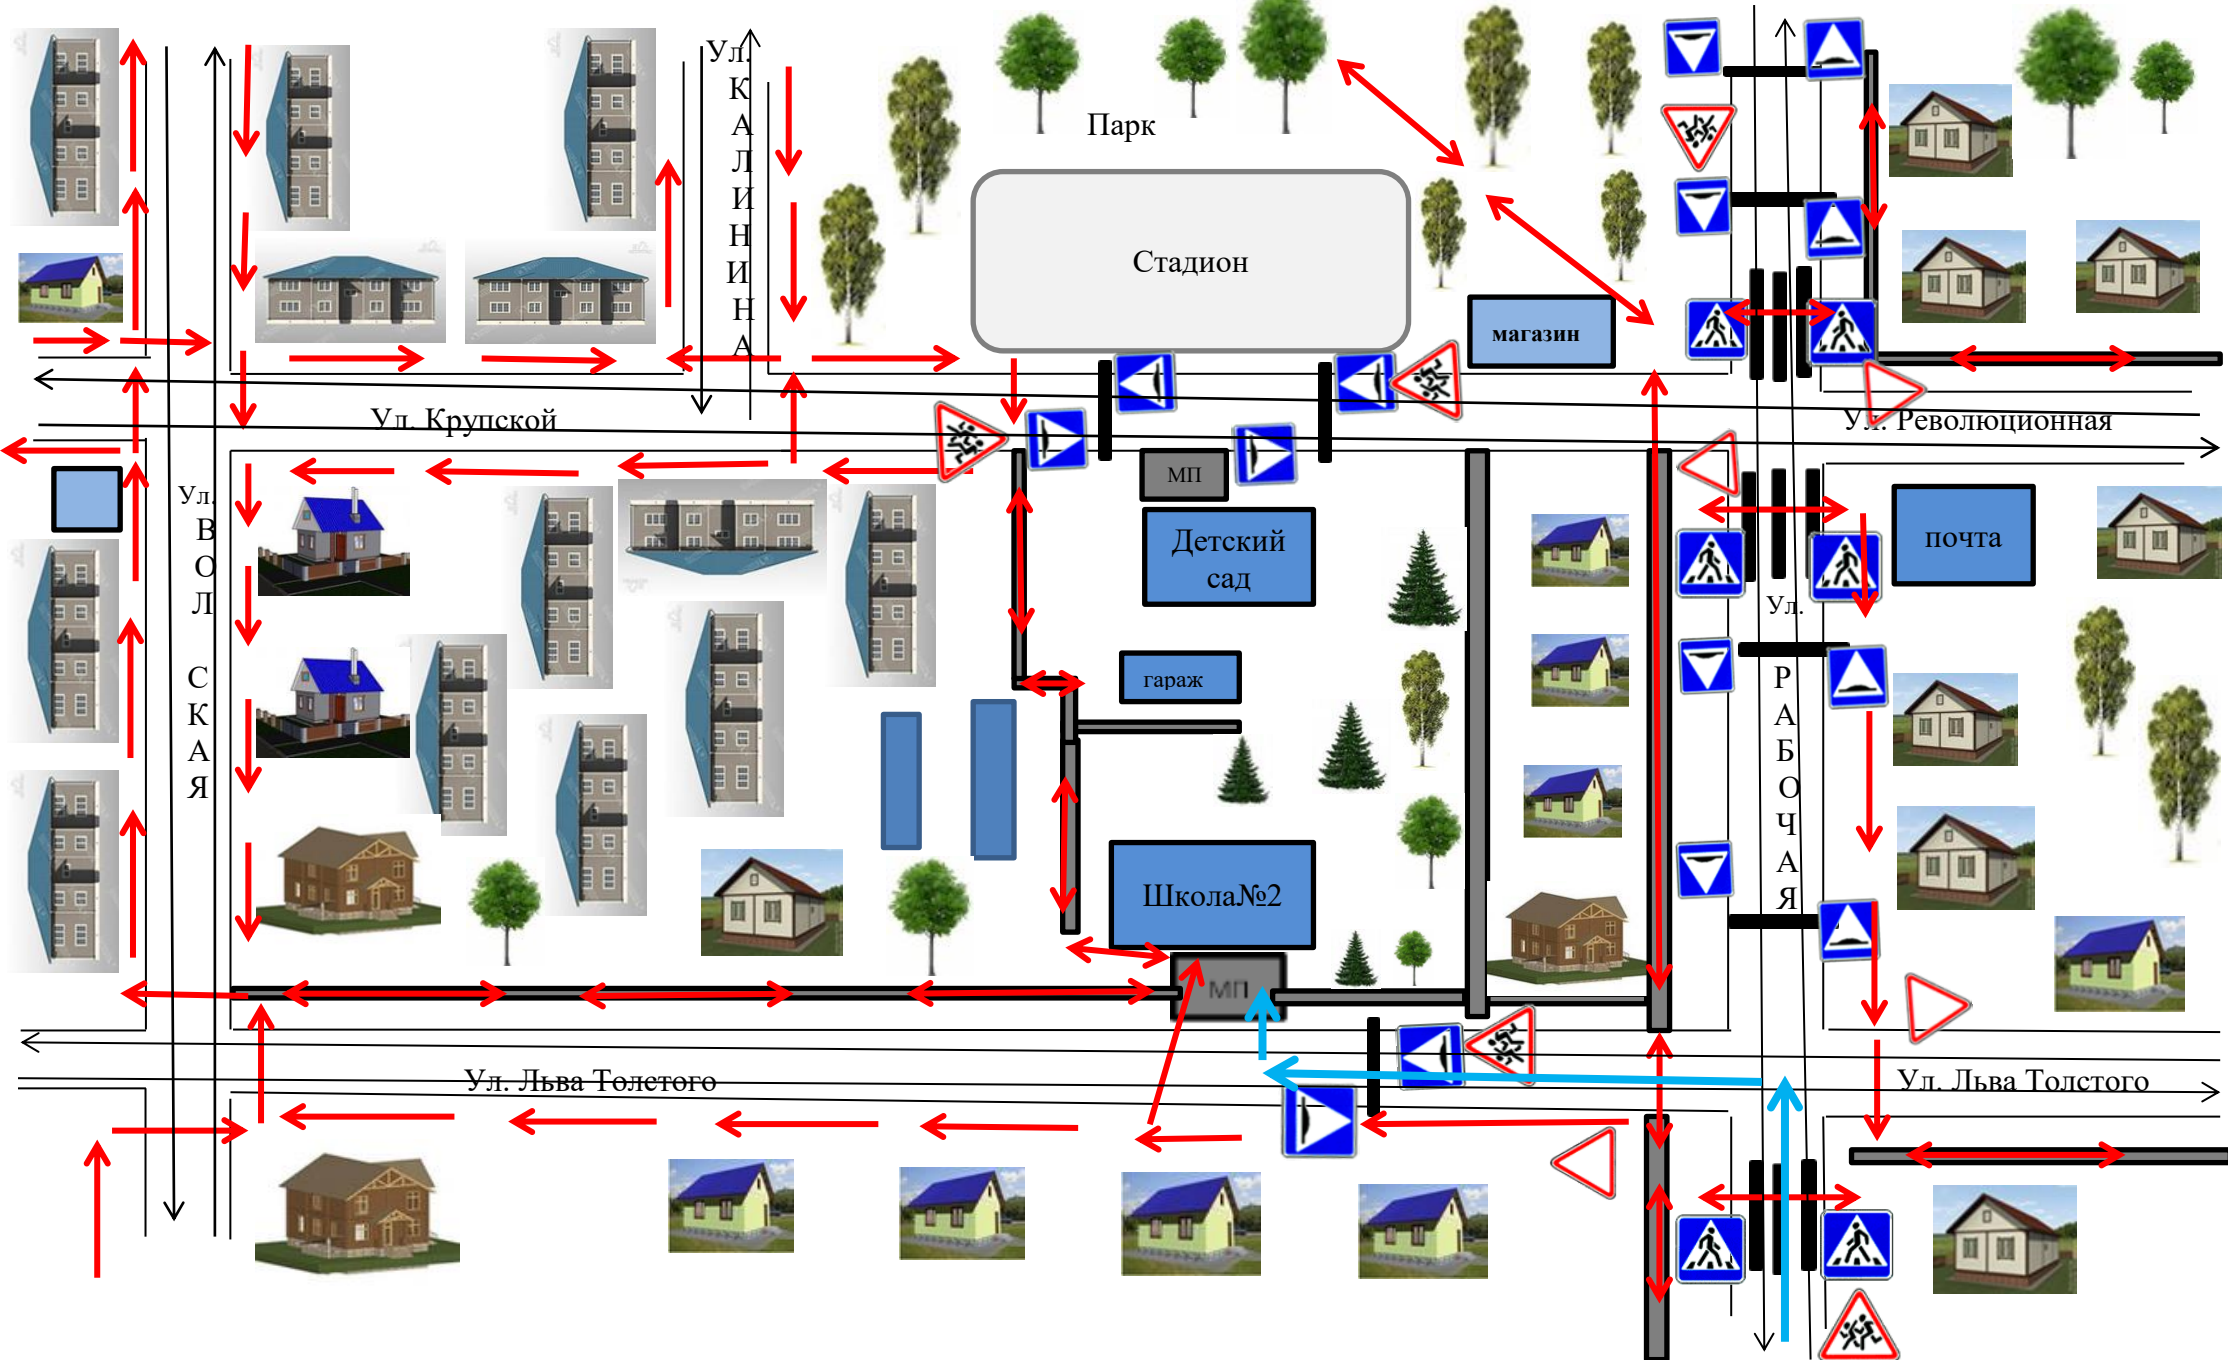 Ул.
К
А
Л
И
Н
И
Н
А
Парк
Стадион
магазин
Ул. Крупской
Ул. Революционная
МП
Ул.
В
О
Л
С
К
А
Я
Детский
сад
почта
Ул.
Р
А
Б
О
Ч
А
Я
гараж
Школа№2
МП
Ул. Льва Толстого
Ул. Льва Толстого